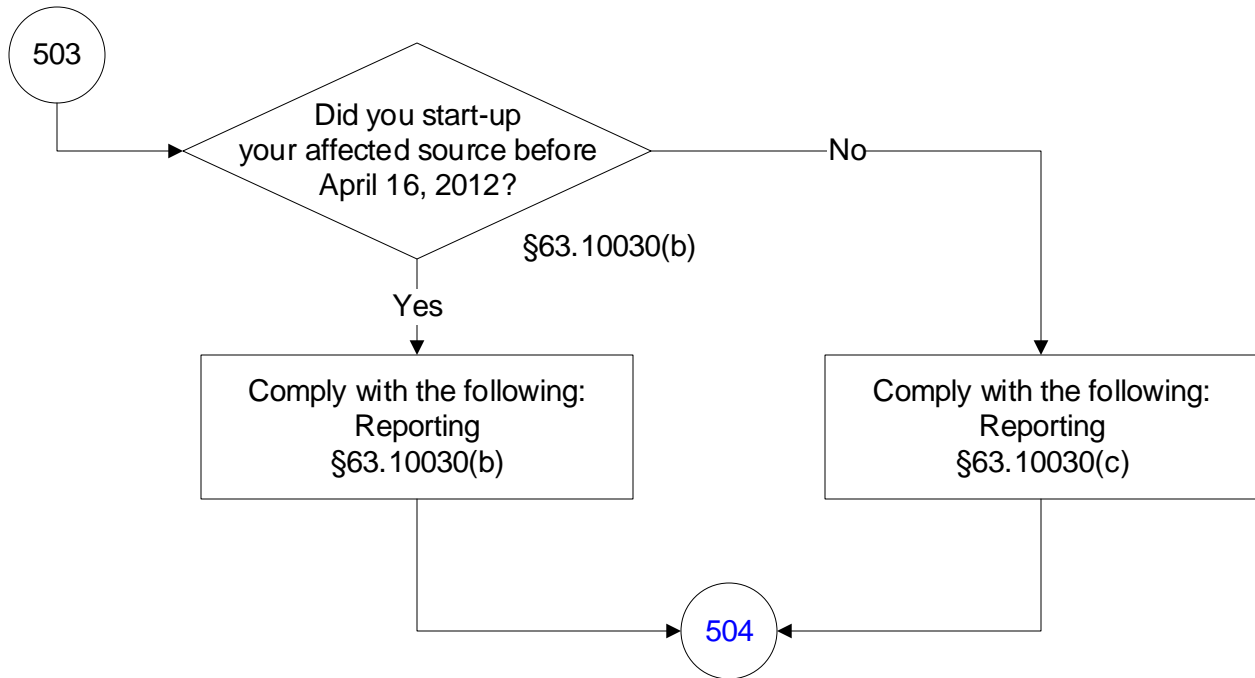 503
Did you start-up
your affected source before
April 16, 2012?
No
§63.10030(b)
Yes
Comply with the following:
Reporting
§63.10030(b)
Comply with the following:
Reporting
§63.10030(c)
504